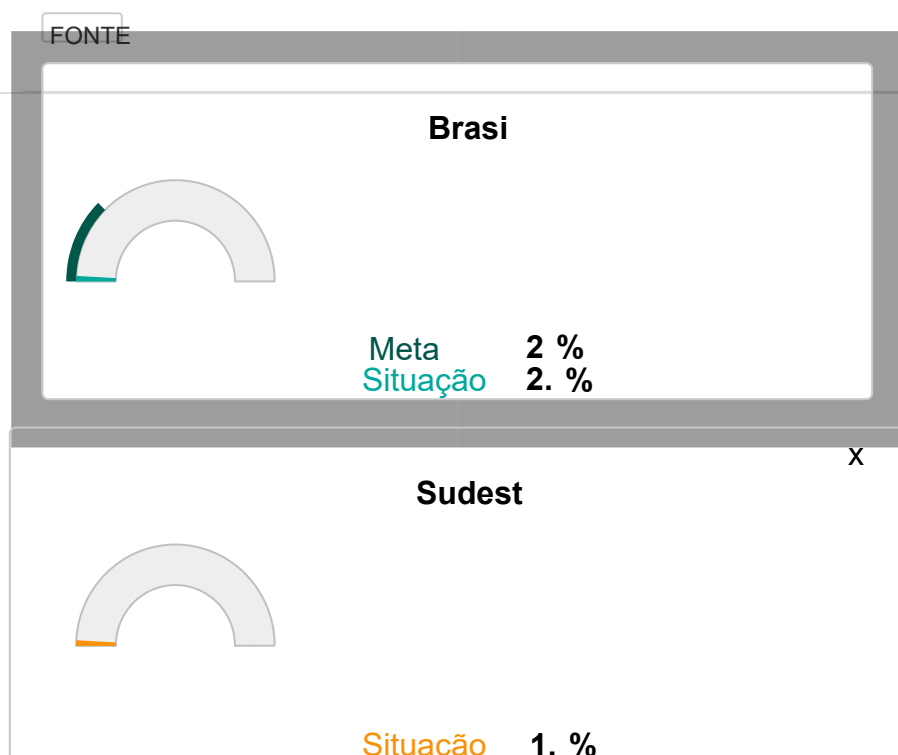 FONTE
Brasi
Meta 2 %
Situação 2. %
x
Sudest
Situação 1. %